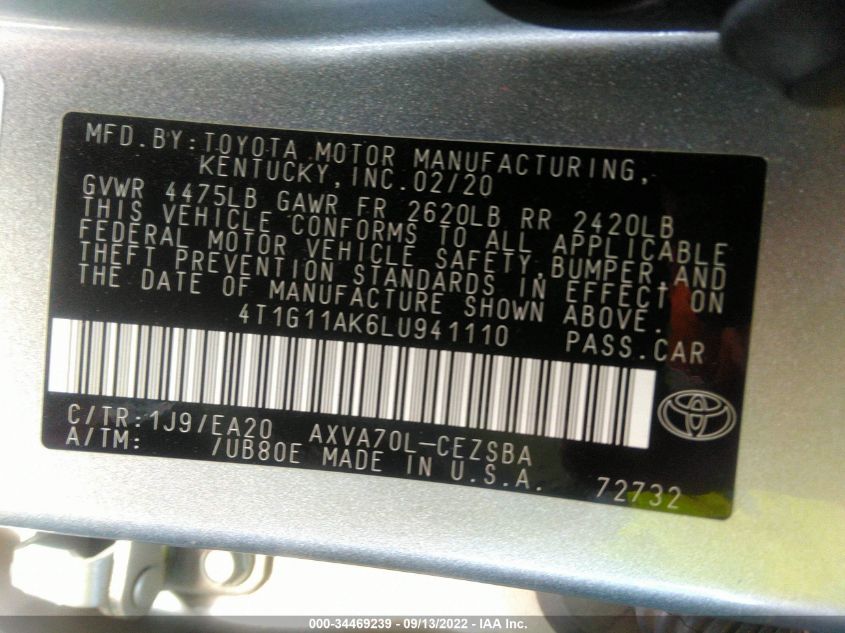 MFD.BY:TOYOTA MOTOR MANUFACTURING,
KENTUCKY,INC.02/20
GVWR 4475LB GAWR FR 2620LB RR 2420LB
THIS VEHICLE CONFORMS TO ALL APPLICABLE
FEDERAL MOTOR VEHICLE SAFETY,BUMPER AND
THEFT PREVENTION STANDARDS IN EFFECT ON
THE DATE OF MANUFACTURE SHOWN ABOVE.
4T1G11AK6LU941110 PASS.CAR
C/TR:1J9/EA20 AXVA70L-CEZSBA
A/TM: /UB80E MADE IN U.S.A. 72732
000-34469239 - 09/13/2022 - IAA Inc.